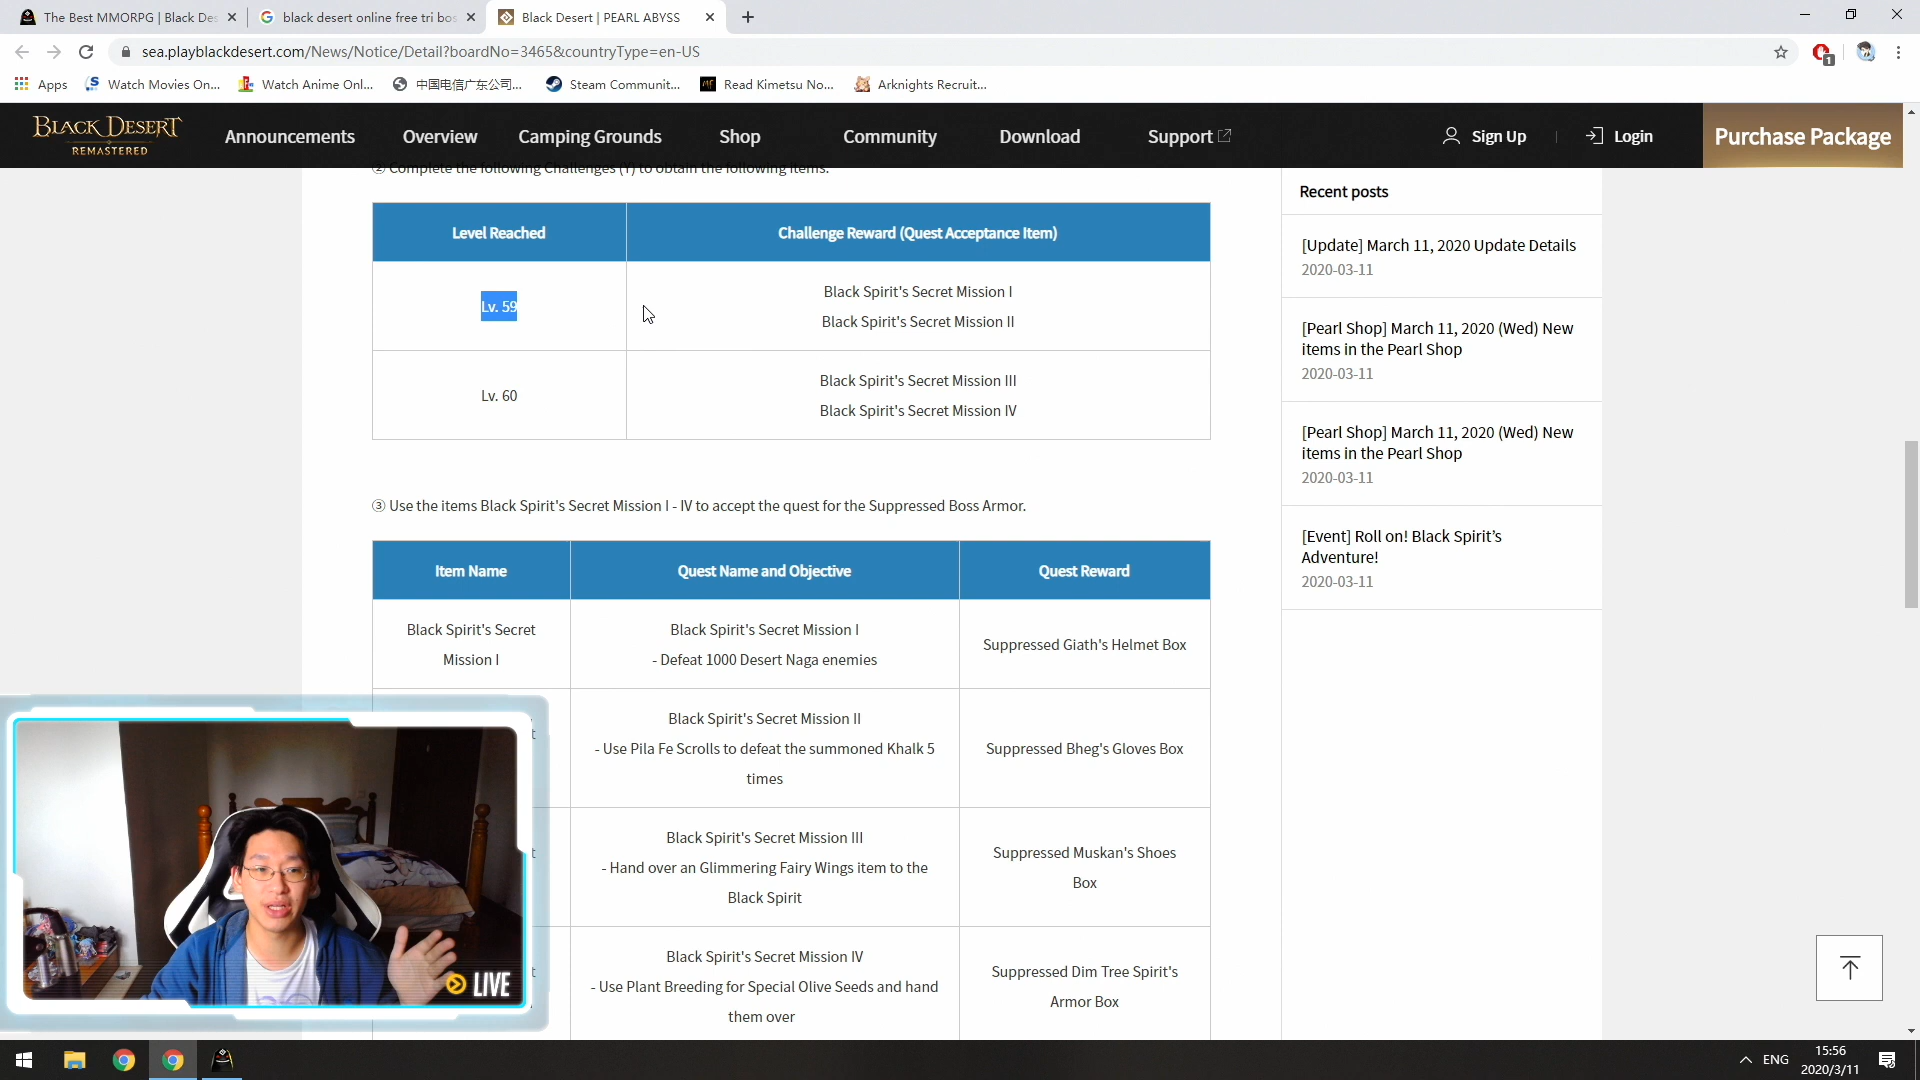 The Best MMORPG | Black De
black desert online free tri bo
Black Desert | PEARL ABYSS
sea.playblackdesert.com/News/Notice/Detail?boardNo=3465&countryType=en-US
1
Apps
Watch Movies On...
Watch Anime Onl...
中国电信广东公司...
Steam Communit...
Read Kimetsu No...
Arknights Recruit...
BLACK DESERT
REMASTERED
Announcements
Overview
Camping Grounds
Shop
Community
Download
Support
Sign Up
Login
Purchase Package
② Complete the following Challenges (Y) to obtain the following items.
Level Reached
Challenge Reward (Quest Acceptance Item)
Lv. 59
Black Spirit's Secret Mission I
Black Spirit's Secret Mission II
Lv. 60
Black Spirit's Secret Mission III
Black Spirit's Secret Mission IV
③ Use the items Black Spirit's Secret Mission I - IV to accept the quest for the Suppressed Boss Armor.
Item Name
Quest Name and Objective
Quest Reward
Black Spirit's Secret
Mission I
Black Spirit's Secret Mission I
- Defeat 1000 Desert Naga enemies
Suppressed Giath's Helmet Box
Black Spirit's Secret Mission II
- Use Pila Fe Scrolls to defeat the summoned Khalk 5
times
Suppressed Bheg's Gloves Box
Black Spirit's Secret Mission III
- Hand over an Glimmering Fairy Wings item to the
Black Spirit
Suppressed Muskan's Shoes
Box
Black Spirit's Secret Mission IV
- Use Plant Breeding for Special Olive Seeds and hand
them over
Suppressed Dim Tree Spirit's
Armor Box
Recent posts
[Update] March 11, 2020 Update Details
2020-03-11
[Pearl Shop] March 11, 2020 (Wed) New
items in the Pearl Shop
2020-03-11
[Pearl Shop] March 11, 2020 (Wed) New
items in the Pearl Shop
2020-03-11
[Event] Roll on! Black Spirit’s
Adventure!
2020-03-11
LIVE
ENG
15:56
2020/3/11